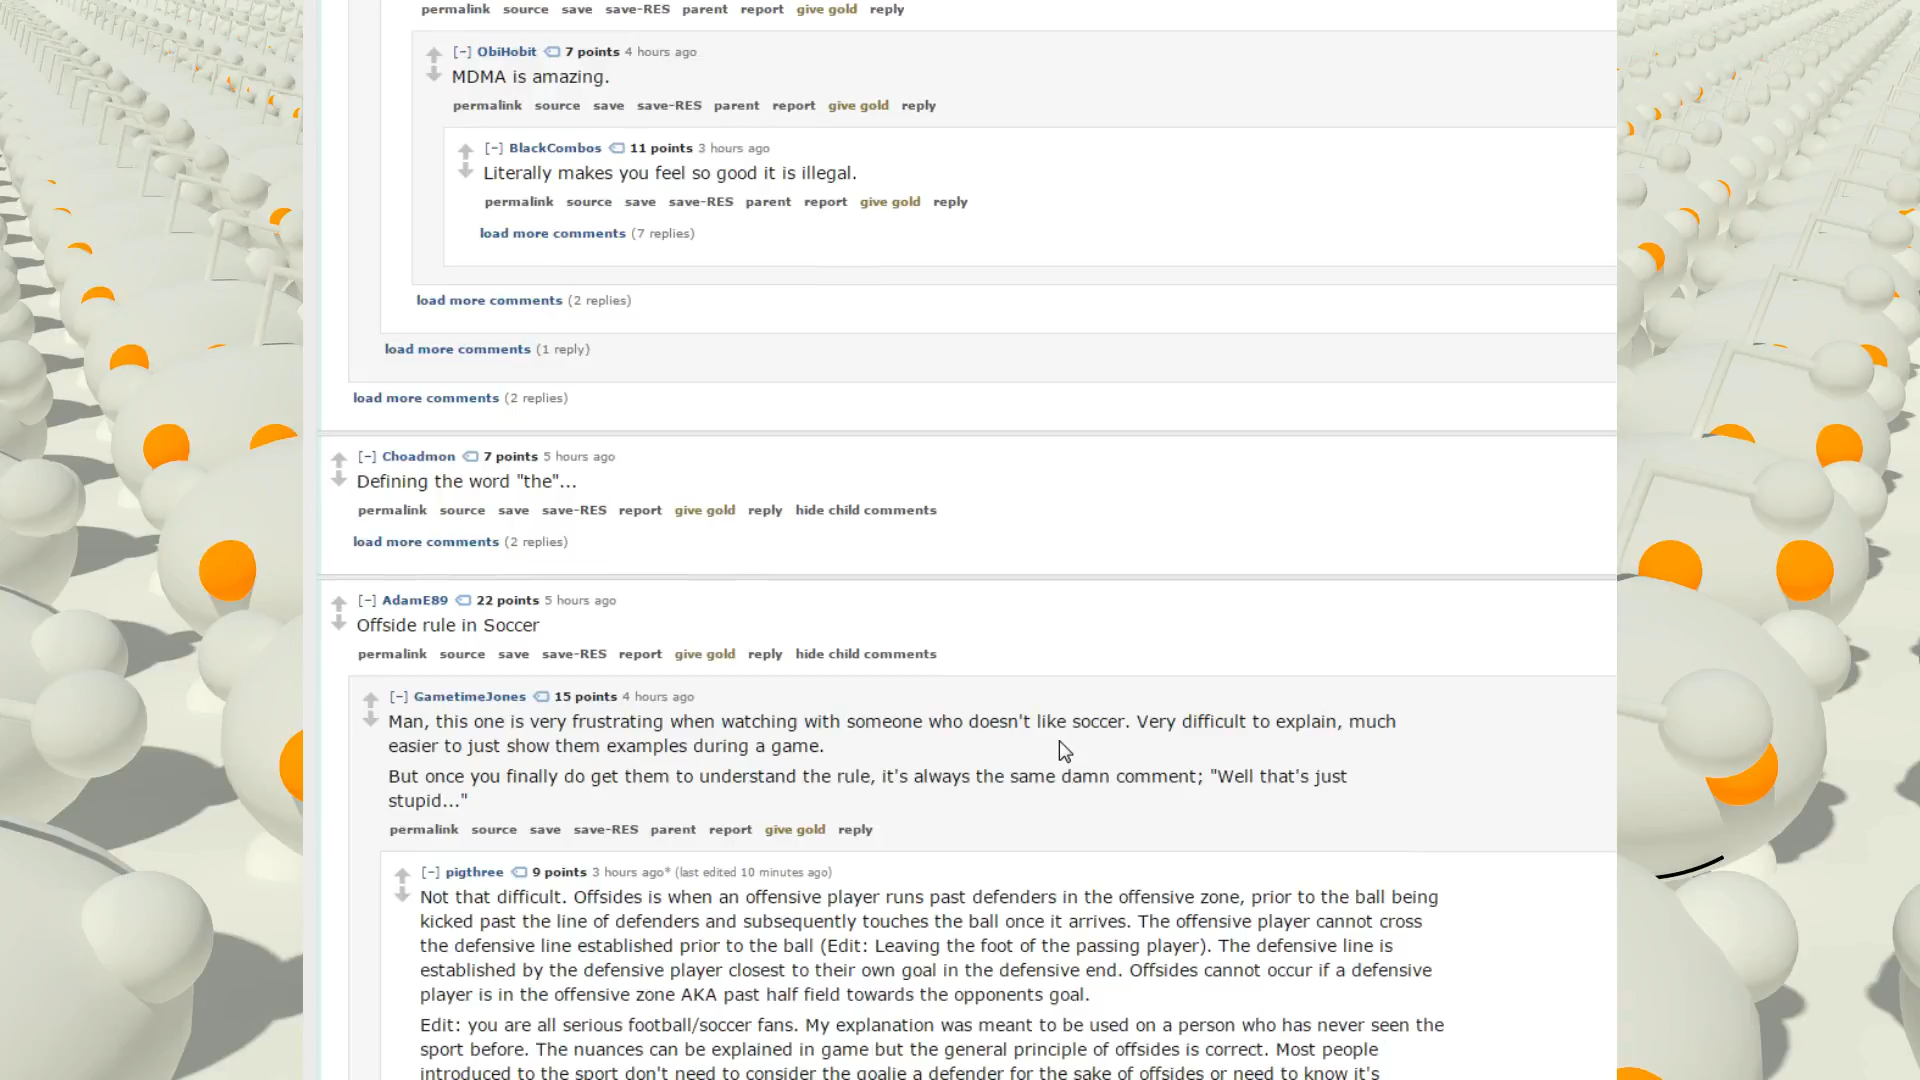 permalink source save save-RES parent report give gold reply
[-] ObiHobit 7 points 4 hours ago
MDMA is amazing.
permalink source save save-RES parent report give gold reply
[-] BlackCombos 11 points 3 hours ago
Literally makes you feel so good it is illegal.
permalink source save save-RES parent report give gold reply
load more comments (7 replies)
load more comments (2 replies)
load more comments (1 reply)
load more comments (2 replies)
[-] Choadmon 7 points 5 hours ago
Defining the word "the"...
permalink source save save-RES report give gold reply hide child comments
load more comments (2 replies)
[-] AdamE89 22 points 5 hours ago
Offside rule in Soccer
permalink source save save-RES report give gold reply hide child comments
[-] GametimeJones 15 points 4 hours ago
Man, this one is very frustrating when watching with someone who doesn't like soccer. Very difficult to explain, much
easier to just show them examples during a game.
But once you finally do get them to understand the rule, it's always the same damn comment; "Well that's just
stupid..."
permalink source save save-RES parent report give gold reply
[-] pigthree 9 points 3 hours ago* (last edited 10 minutes ago)
Not that difficult. Offsides is when an offensive player runs past defenders in the offensive zone, prior to the ball being
kicked past the line of defenders and subsequently touches the ball once it arrives. The offensive player cannot cross
the defensive line established prior to the ball (Edit: Leaving the foot of the passing player). The defensive line is
established by the defensive player closest to their own goal in the defensive end. Offsides cannot occur if a defensive
player is in the offensive zone AKA past half field towards the opponents goal.
Edit: you are all serious football/soccer fans. My explanation was meant to be used on a person who has never seen the
sport before. The nuances can be explained in game but the general principle of offsides is correct. Most people
introduced to the sport don't need to consider the goalie a defender for the sake of offsides or need to know it's